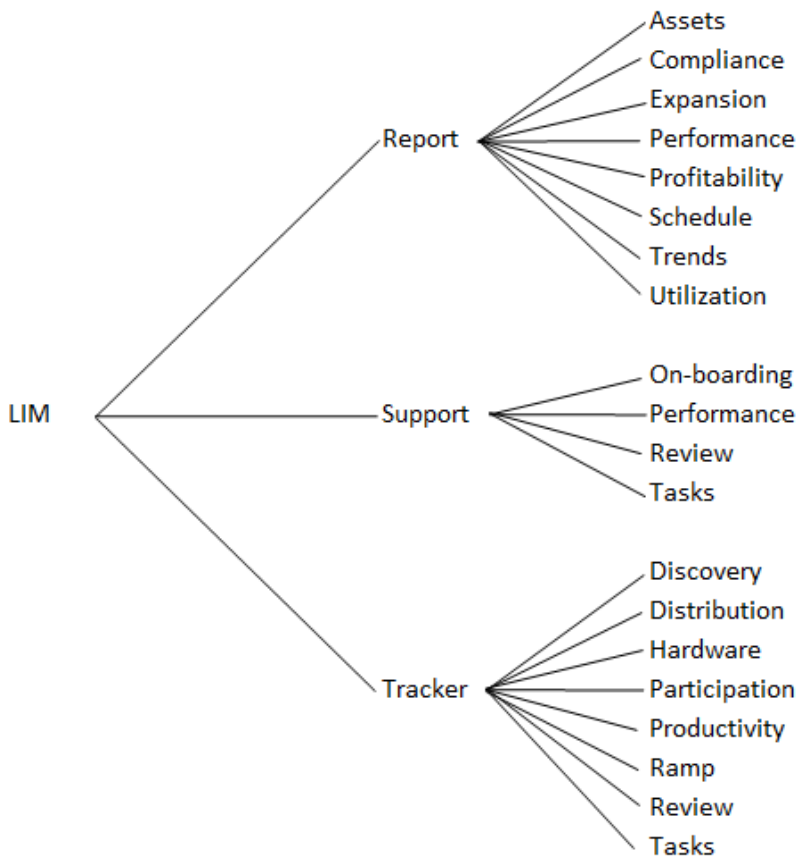 LIM
Report
Assets
Compliance
Expansion
Performance
Profitability
Schedule
Trends
Utilization
Support
On-boarding
Performance
Review
Tasks
Tracker
Discovery
Distribution
Hardware
Participation
Productivity
Ramp
Review
Tasks